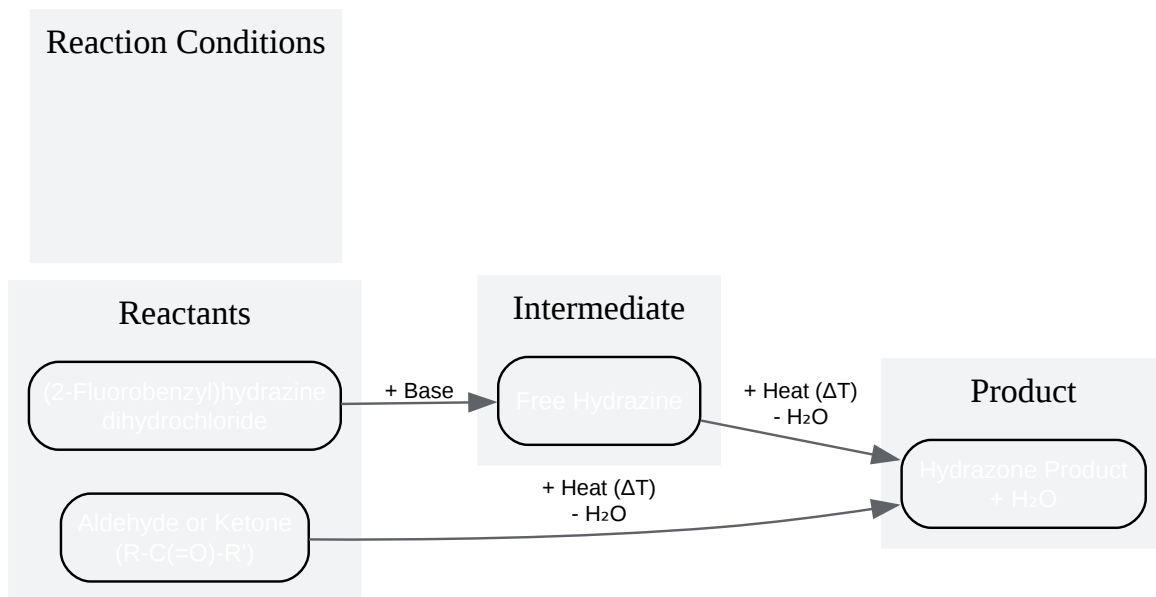 Reaction Conditions
Reactants
(2-Fluorobenzyl)hydrazine
dihydrochloride
Aldehyde or Ketone
(R-C(=O)-R')
+ Base
Intermediate
Free Hydrazine
+ Heat (ΔT)
- H₂O
+ Heat (ΔT)
- H₂O
Product
Hydrazone Product
+ H₂O